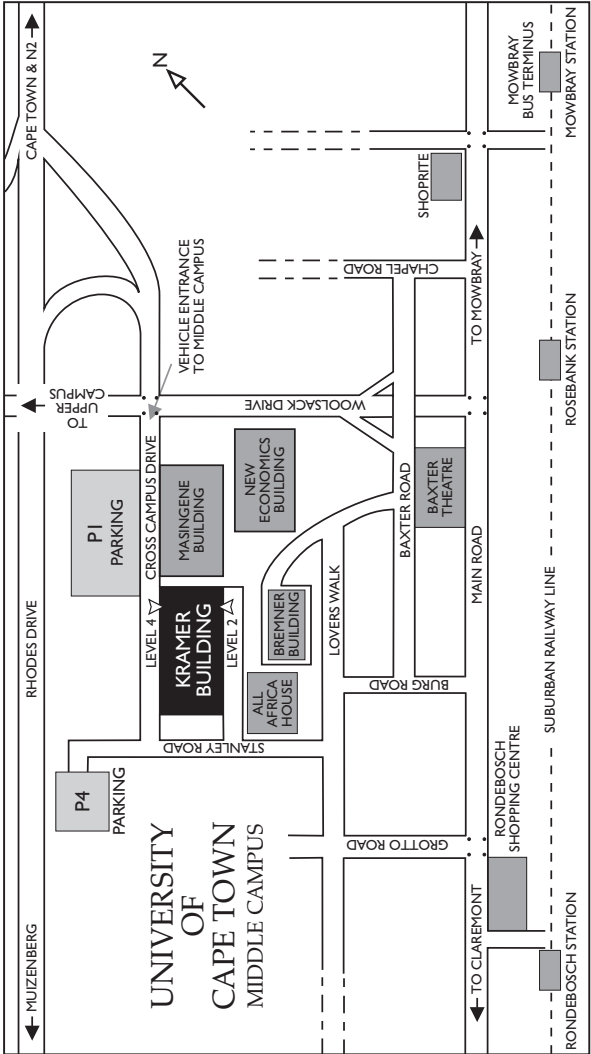 MUIZENBERG
RHODES DRIVE
CAPE TOWN & N2
P4
PARKING
P1
PARKING
TO
UPPER
CAMPUS
N
CROSS CAMPUS DRIVE
LEVEL 4
VEHICLE ENTRANCE
TO MIDDLE CAMPUS
UNIVERSITY
OF
CAPE TOWN
MIDDLE CAMPUS
STANLEY ROAD
KRAMER
BUILDING
MASINGENE
BUILDING
LEVEL 2
ALL
AFRICA
HOUSE
BREMNER
BUILDING
NEW
ECONOMICS
BUILDING
WOOLSACK DRIVE
LOVERS WALK
CHAPEL ROAD
GROTTO ROAD
BURG ROAD
BAXTER ROAD
BAXTER
THEATRE
SHOPRITE
TO CLAREMONT
MAIN ROAD
TO MOWBRAY
RONDEBOSCH
SHOPPING CENTRE
MOWBRAY
BUS TERMINUS
SUBURBAN RAILWAY LINE
RONDEBOSCH STATION
ROSEBANK STATION
MOWBRAY STATION